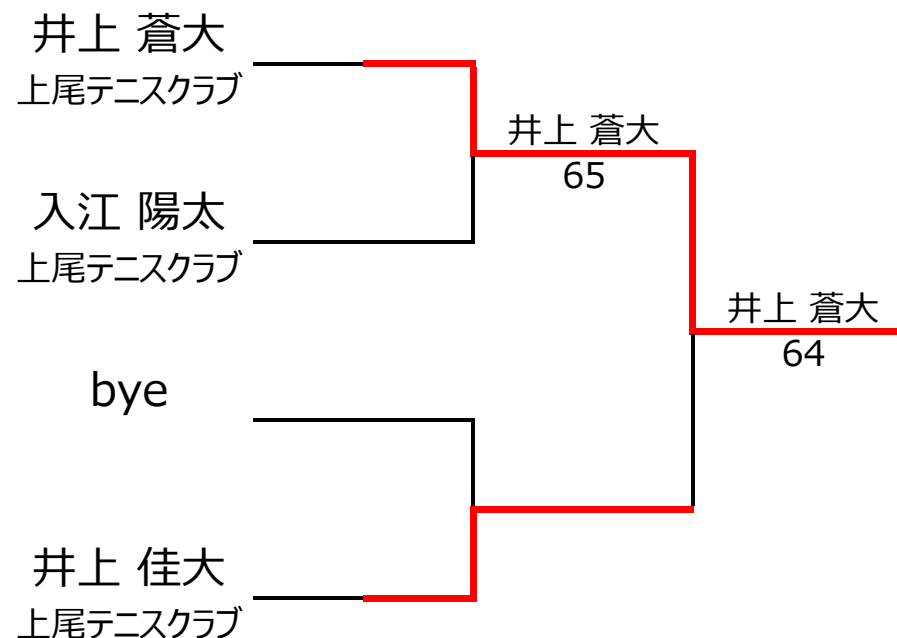 井上 蒼大
上尾テニスクラブ
井上 蒼大
65
入江 陽太
上尾テニスクラブ
井上 蒼大
64
bye
井上 佳大
上尾テニスクラブ